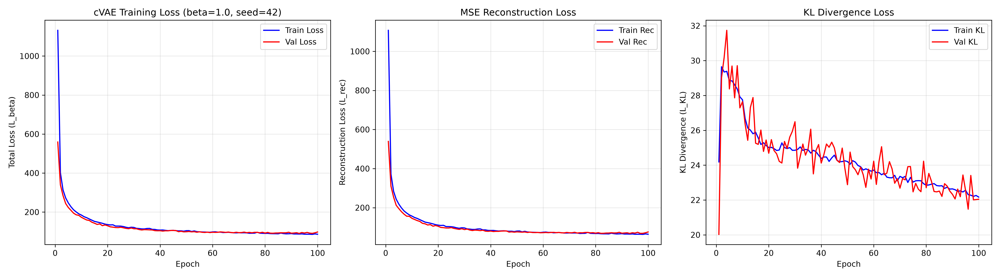 cVAE Training Loss (beta=1.0, seed=42)
Total Loss (L_beta)
1000
800
600
400
200
0 20 40 60 80 100
Epoch
Train Loss
Val Loss
MSE Reconstruction Loss
Reconstruction Loss (L_rec)
1000
800
600
400
200
0 20 40 60 80 100
Epoch
Train Rec
Val Rec
KL Divergence Loss
KL Divergence (L_KL)
32
30
28
26
24
22
20
0 20 40 60 80 100
Epoch
Train KL
Val KL